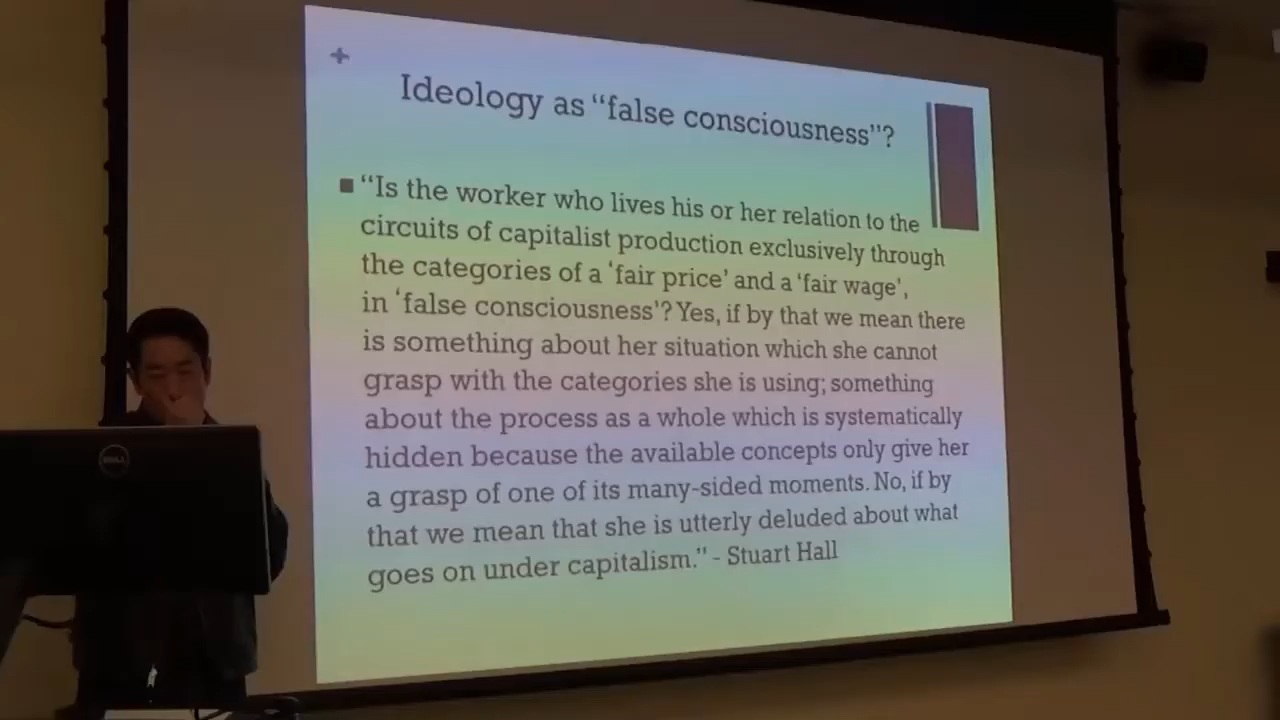 +
Ideology as “false consciousness”?
“Is the worker who lives his or her relation to the
circuits of capitalist production exclusively through
the categories of a ‘fair price’ and a ‘fair wage’,
in ‘false consciousness’? Yes, if by that we mean there
is something about her situation which she cannot
grasp with the categories she is using; something
about the process as a whole which is systematically
hidden because the available concepts only give her
a grasp of one of its many-sided moments. No, if by
that we mean that she is utterly deluded about what
goes on under capitalism.” - Stuart Hall
DELL